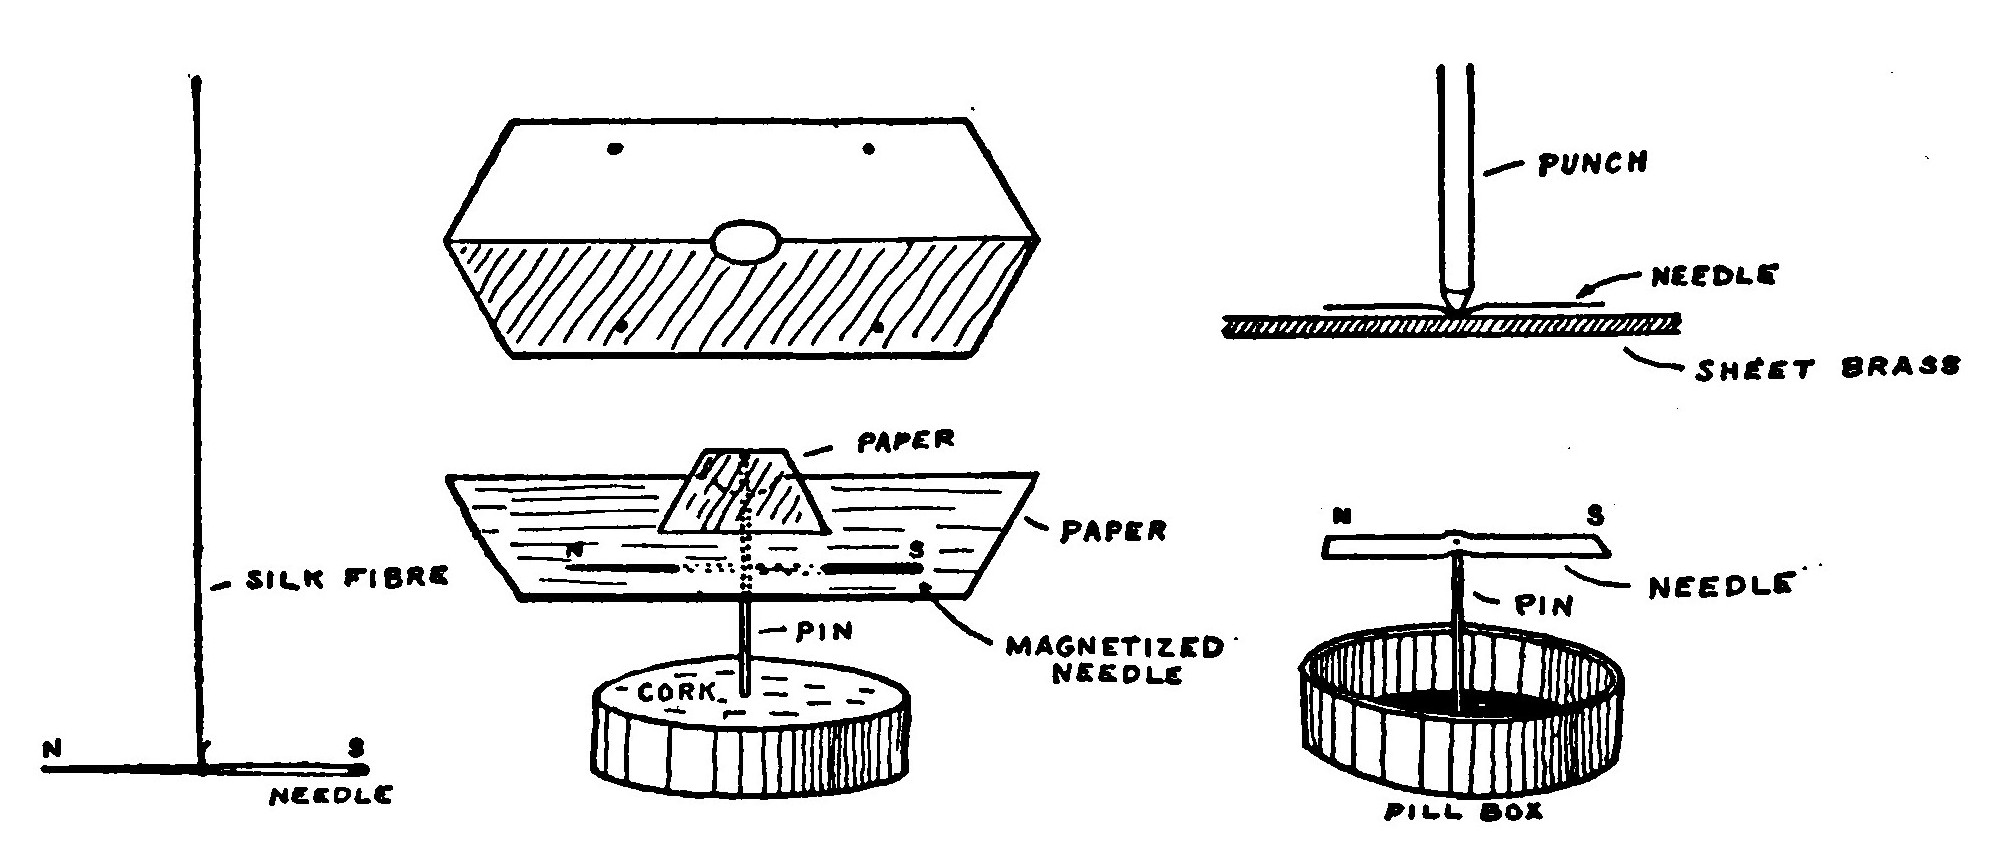 PUNCH
NEEDLE
SHEET BRASS
PAPER
PAPER
N S
SILK FIBRE
PIN
CORK
MAGNETIZED
NEEDLE
N S
NEEDLE
N S
NEEDLE
PIN
PILL BOX